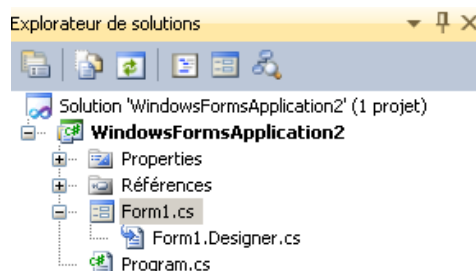 Explorateur de solutions
Solution 'WindowsFormsApplication2' (1 projet)
WindowsFormsApplication2
Properties
Références
Form1.cs
Form1.Designer.cs
Program.cs